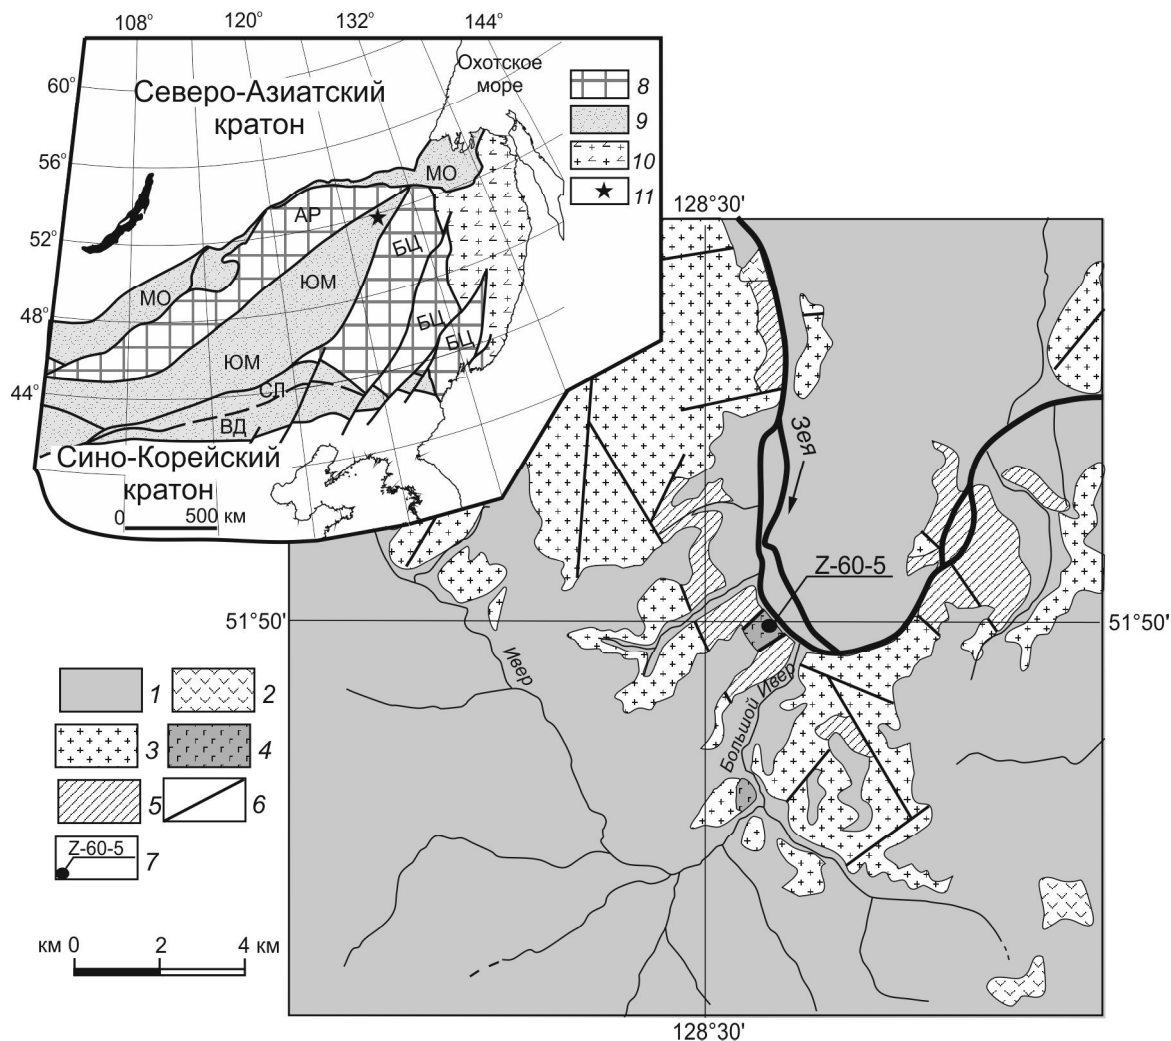 108°
120°
132°
144°
60°
56°
52°
48°
44°
Северо-Азиатский
кратон
Охотское
море
МО
АР
БЦ
ЮМ
МО
БЦ
БЦ
ЮМ
СЛ
ВД
Сино-Корейский
кратон
0 500 км
8
9
10
11
128°30'
Зея
Z-60-5
51°50'
51°50'
Ивер
Большой Ивер
1
2
3
4
5
6
Z-60-5
7
км 0 2 4 км
128°30'